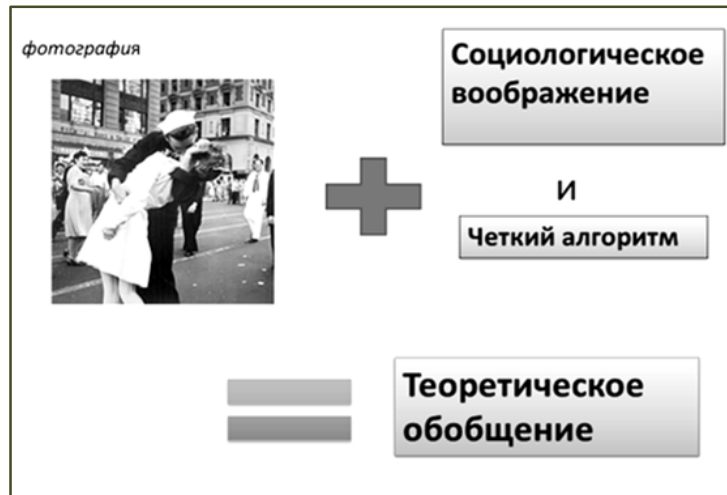 фотография
Социологическое
воображение
и
Четкий алгоритм
Теоретическое
обобщение